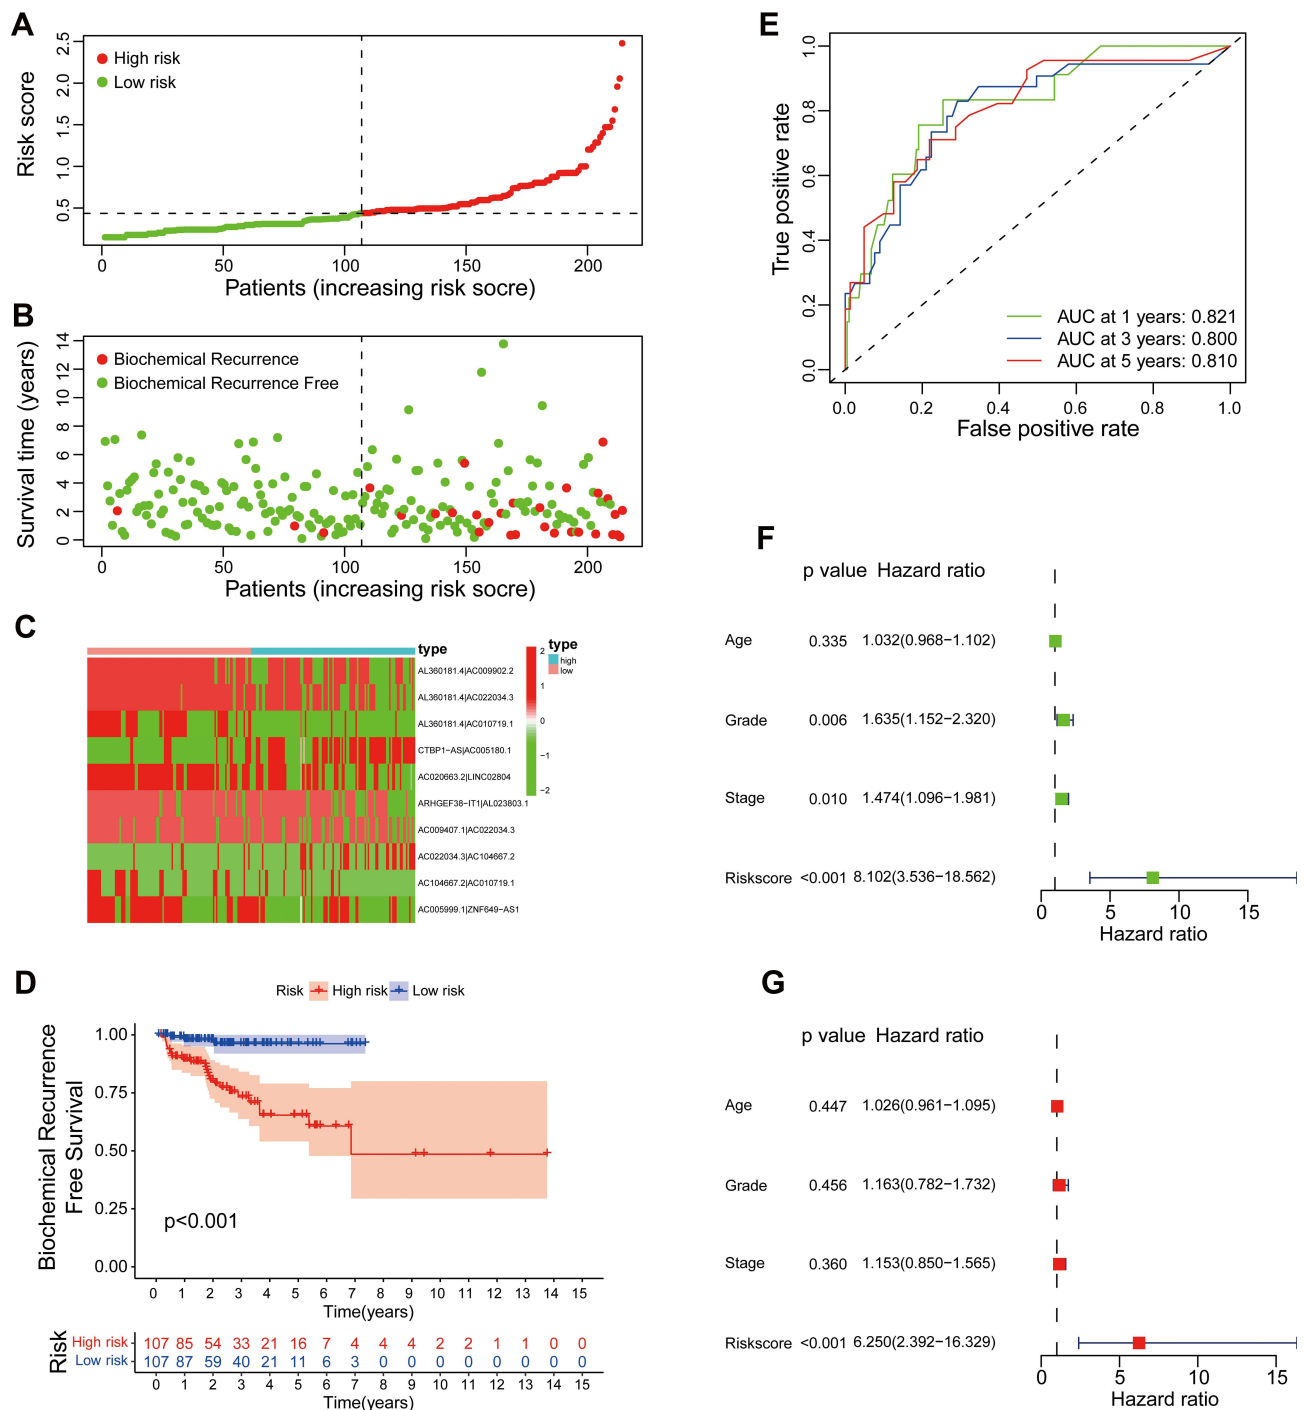 A
Risk score
2.5
2.0
1.5
1.0
0.5
High risk
Low risk
0 50 100 150 200
Patients (increasing risk socre)
B
Survival time (years)
14
12
10
8
6
4
2
0
Biochemical Recurrence
Biochemical Recurrence Free
0 50 100 150 200
Patients (increasing risk socre)
C
type
AL360181.4|AC009902.2
AL360181.4|AC022034.3
AL360181.4|AC010719.1
CTBP1−AS|AC005180.1
AC020663.2|LINC02804
ARHGEF38−IT1|AL023803.1
AC009407.1|AC022034.3
AC022034.3|AC104667.2
AC104667.2|AC010719.1
AC005999.1|ZNF649−AS1
2
1
0
−1
−2
type
high
low
D
Risk High risk Low risk
Biochemical Recurrence
Free Survival
1.00
0.75
0.50
0.25
0.00
p<0.001
0 1 2 3 4 5 6 7 8 9 10 11 12 13 14 15
Time(years)
Risk
High risk 107 85 54 33 21 16 7 4 4 4 2 2 1 1 0 0
Low risk 107 87 59 40 21 11 6 3 0 0 0 0 0 0 0 0
0 1 2 3 4 5 6 7 8 9 10 11 12 13 14 15
Time(years)
E
True positive rate
1.0
0.8
0.6
0.4
0.2
0.0
AUC at 1 years: 0.821
AUC at 3 years: 0.800
AUC at 5 years: 0.810
0.0 0.2 0.4 0.6 0.8 1.0
False positive rate
F
p value Hazard ratio
Age 0.335 1.032(0.968−1.102)
Grade 0.006 1.635(1.152−2.320)
Stage 0.010 1.474(1.096−1.981)
Riskscore <0.001 8.102(3.536−18.562)
0 5 10 15
Hazard ratio
G
p value Hazard ratio
Age 0.447 1.026(0.961−1.095)
Grade 0.456 1.163(0.782−1.732)
Stage 0.360 1.153(0.850−1.565)
Riskscore <0.001 6.250(2.392−16.329)
0 5 10 15
Hazard ratio